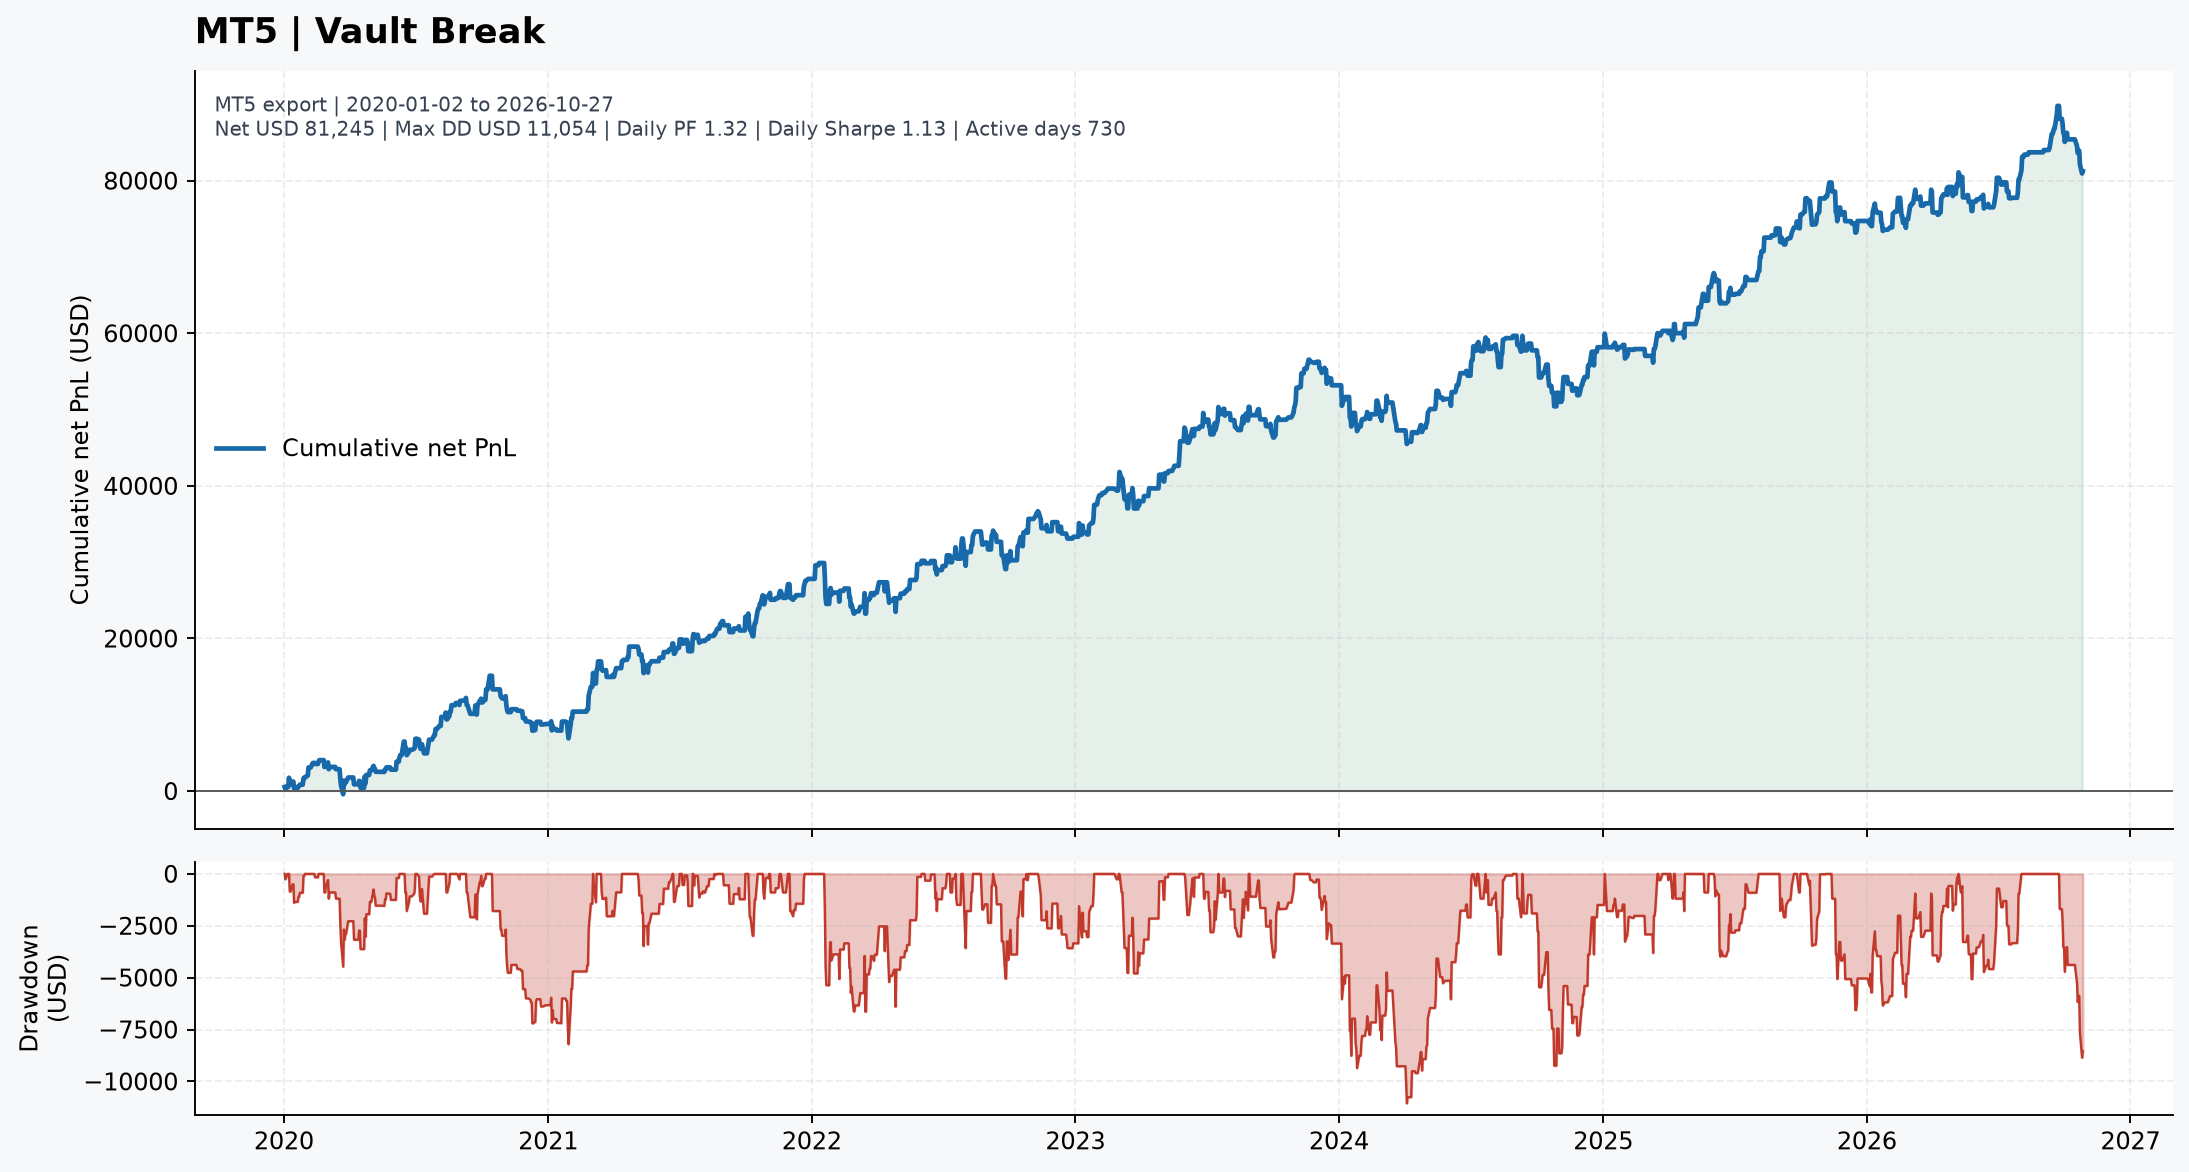 MT5 | Vault Break
MT5 export | 2020-01-02 to 2026-10-27
Net USD 81,245 | Max DD USD 11,054 | Daily PF 1.32 | Daily Sharpe 1.13 | Active days 730
Cumulative net PnL (USD)
80000
60000
40000
20000
0
Cumulative net PnL
Drawdown
(USD)
0
−2500
−5000
−7500
−10000
2020
2021
2022
2023
2024
2025
2026
2027